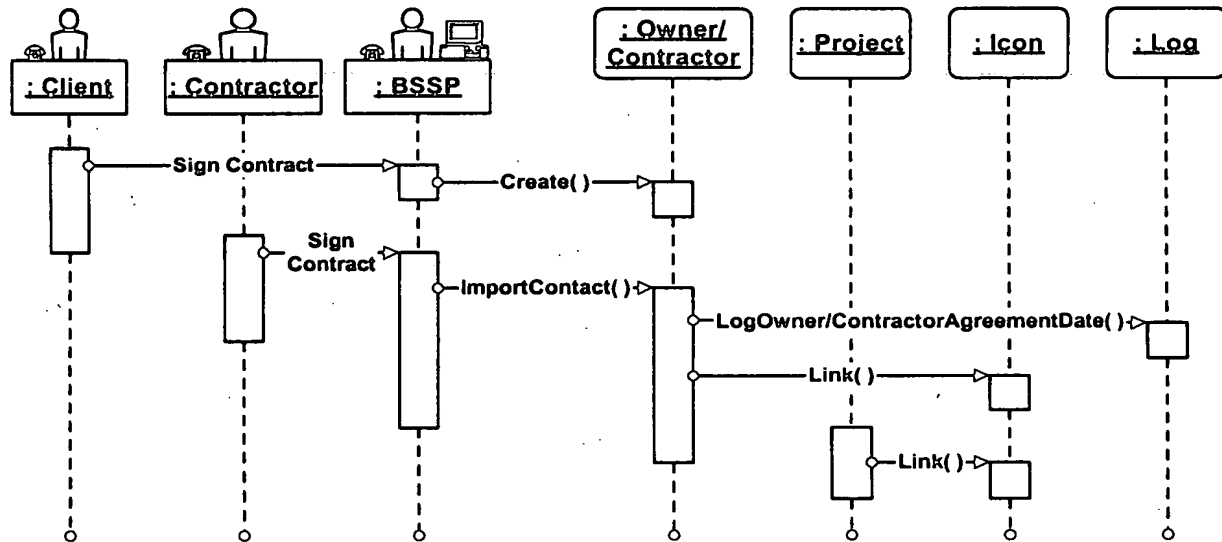 : Client
: Contractor
: BSSP
: Owner/
Contractor
: Project
: Icon
: Log
Sign Contract
Create( )
Sign
Contract
ImportContact( )
LogOwner/ContractorAgreementDate( )
Link( )
Link( )